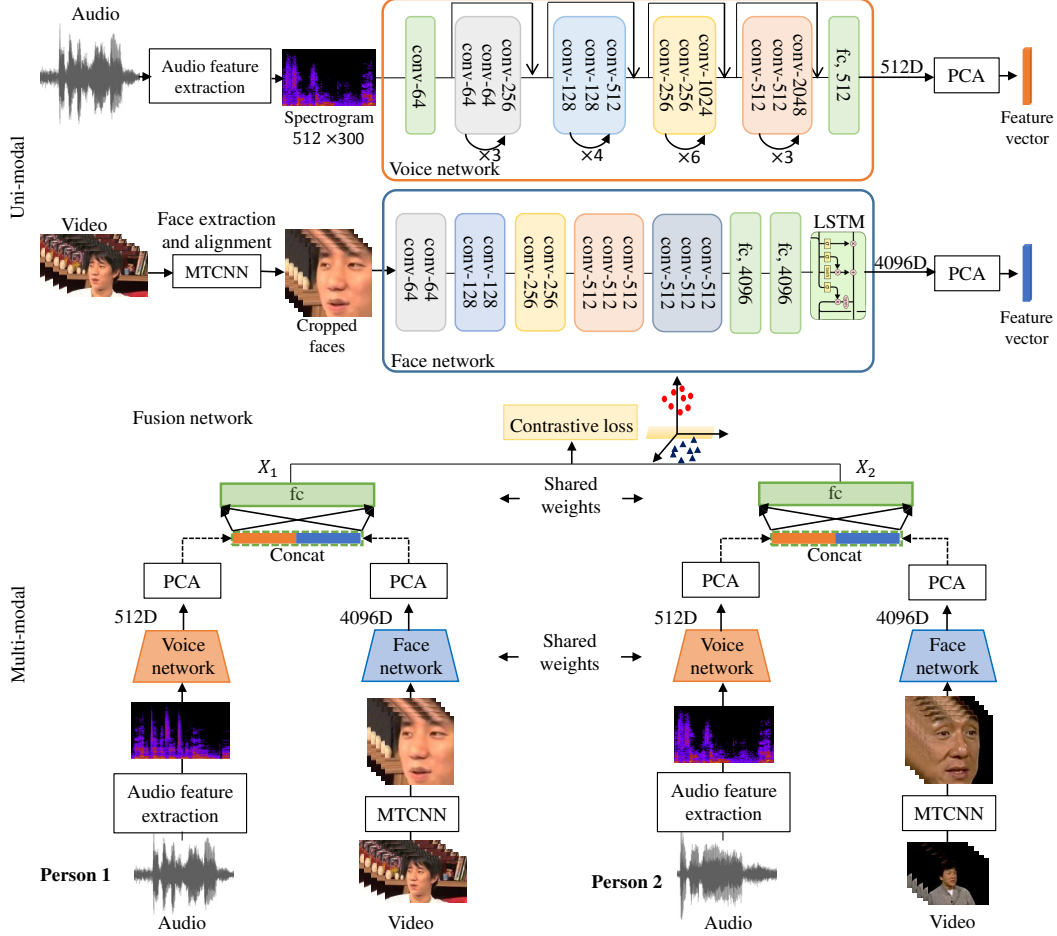 Audio
Audio feature
extraction
Spectrogram
512 ×300
conv-64
conv-256
conv-64
conv-64
×3
conv-512
conv-128
conv-128
×4
conv-1024
conv-256
conv-256
×6
conv-2048
conv-512
conv-512
×3
fc, 512
Voice network
512D
PCA
Feature
vector
Uni-modal
Video
Face extraction
and alignment
MTCNN
Cropped
faces
conv-64
conv-64
conv-128
conv-128
conv-256
conv-256
conv-512
conv-512
conv-512
conv-512
conv-512
conv-512
fc, 4096
fc, 4096
LSTM
Face network
4096D
PCA
Feature
vector
Fusion network
Contrastive loss
X1
X2
fc
Shared
weights
fc
Concat
Concat
PCA
PCA
PCA
PCA
512D
4096D
512D
4096D
Multi-modal
Voice
network
Face
network
Shared
weights
Voice
network
Face
network
Audio feature
extraction
MTCNN
Audio feature
extraction
MTCNN
Person 1
Person 2
Audio
Video
Audio
Video